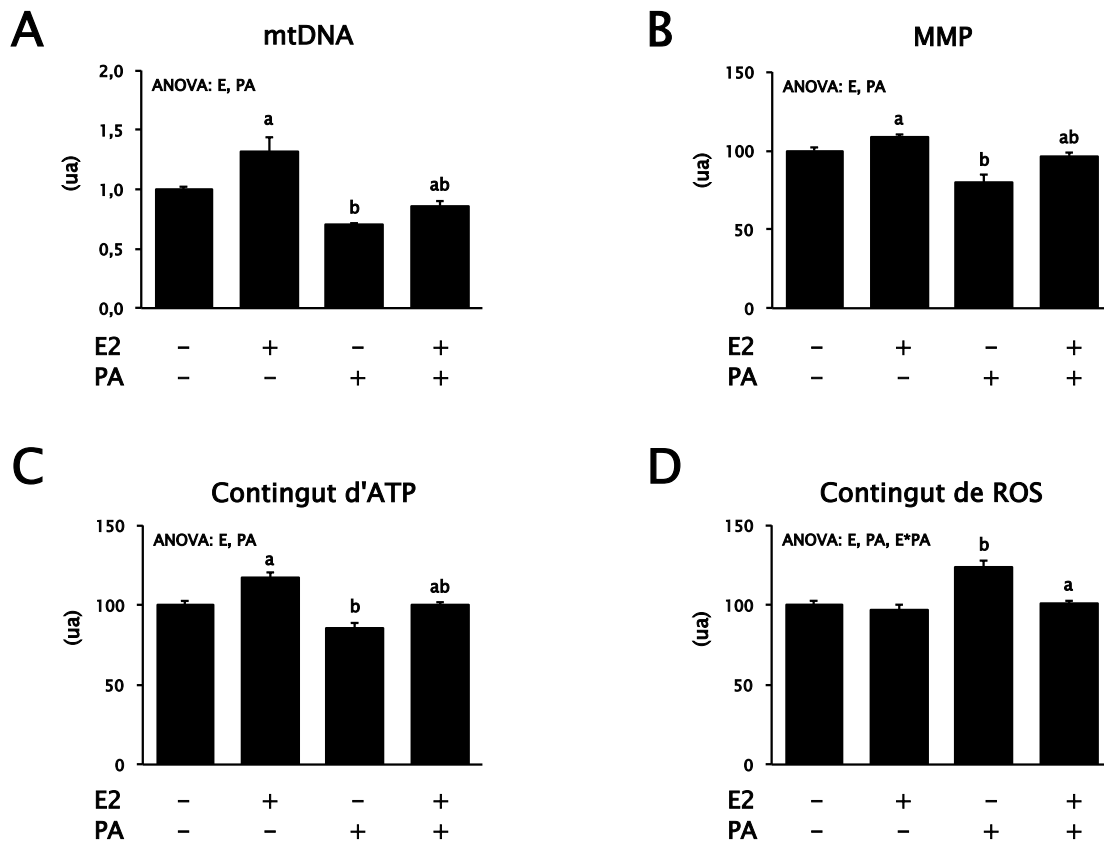 A
mtDNA
2,0
ANOVA: E, PA
1,5
1,0
0,5
0,0
(ua)
a
b
ab
E2 – + – +
PA – – + +
B
MMP
150
ANOVA: E, PA
100
50
0
(ua)
a
b
ab
E2 – + – +
PA – – + +
C
Contingut d'ATP
150
ANOVA: E, PA
100
50
0
(ua)
a
b
ab
E2 – + – +
PA – – + +
D
Contingut de ROS
150
ANOVA: E, PA, E*PA
100
50
0
(ua)
b
a
E2 – + – +
PA – – + +